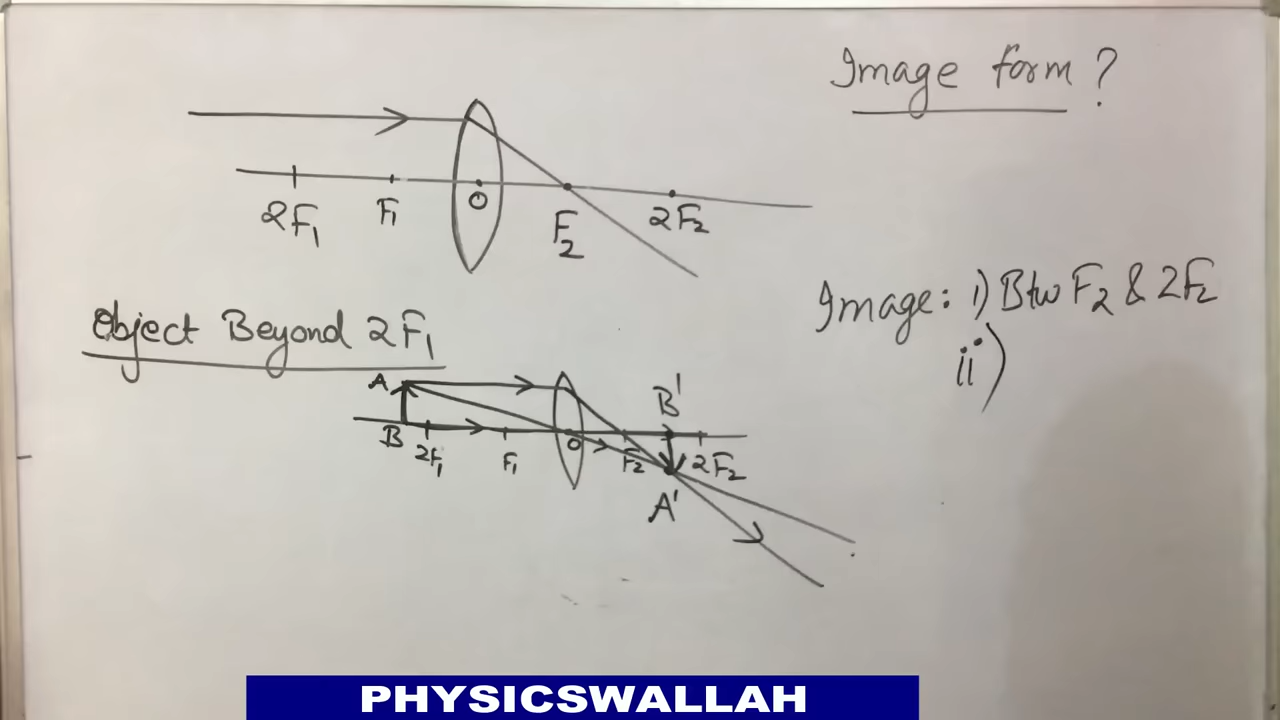 Image form ?
2F₁ F₁ O F₂ 2F₂
Image: i) Btw F₂ & 2F₂
ii)
Object Beyond 2F₁
A B'
B 2F₁ F₁ O F₂ 2F₂
A'
PHYSICSWALLAH